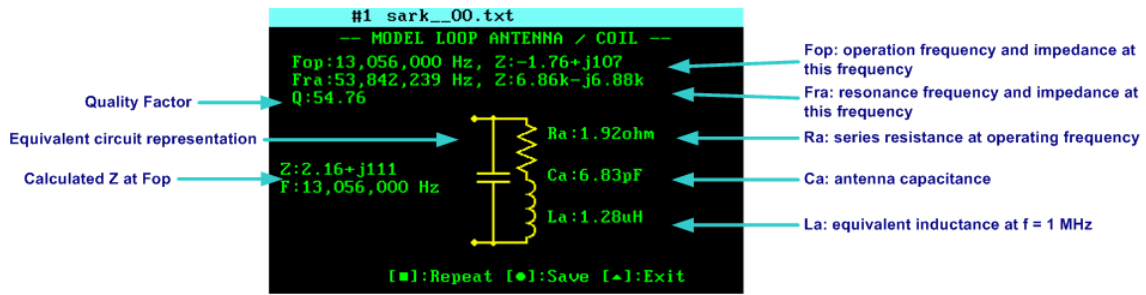 #1 sark__00.txt
-- MODEL LOOP ANTENNA / COIL --
Fop:13,056,000 Hz, Z:-1.76+j107
Fra:53,842,239 Hz, Z:6.86k-j6.88k
Q:54.76
Ra:1.92ohm
Z:2.16+j111
F:13,056,000 Hz
Ca:6.83pF
La:1.28uH
[■]:Repeat [●]:Save [▲]:Exit
Quality Factor
Equivalent circuit representation
Calculated Z at Fop
Fop: operation frequency and impedance at
this frequency
Fra: resonance frequency and impedance at
this frequency
Ra: series resistance at operating frequency
Ca: antenna capacitance
La: equivalent inductance at f = 1 MHz